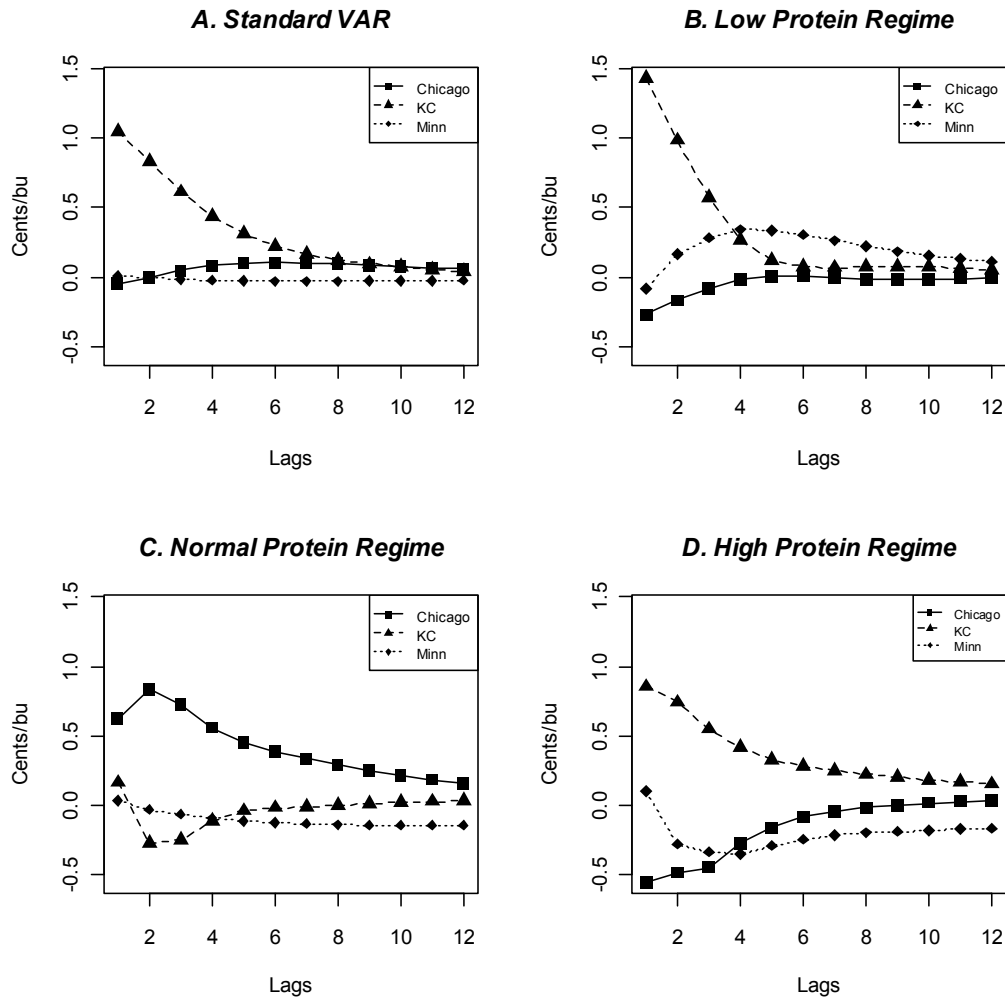 A. Standard VAR
Cents/bu
1.5
1.0
0.5
0.0
-0.5
Chicago
KC
Minn
2 4 6 8 10 12
Lags
B. Low Protein Regime
Cents/bu
1.5
1.0
0.5
0.0
-0.5
Chicago
KC
Minn
2 4 6 8 10 12
Lags
C. Normal Protein Regime
Cents/bu
1.5
1.0
0.5
0.0
-0.5
Chicago
KC
Minn
2 4 6 8 10 12
Lags
D. High Protein Regime
Cents/bu
1.5
1.0
0.5
0.0
-0.5
Chicago
KC
Minn
2 4 6 8 10 12
Lags